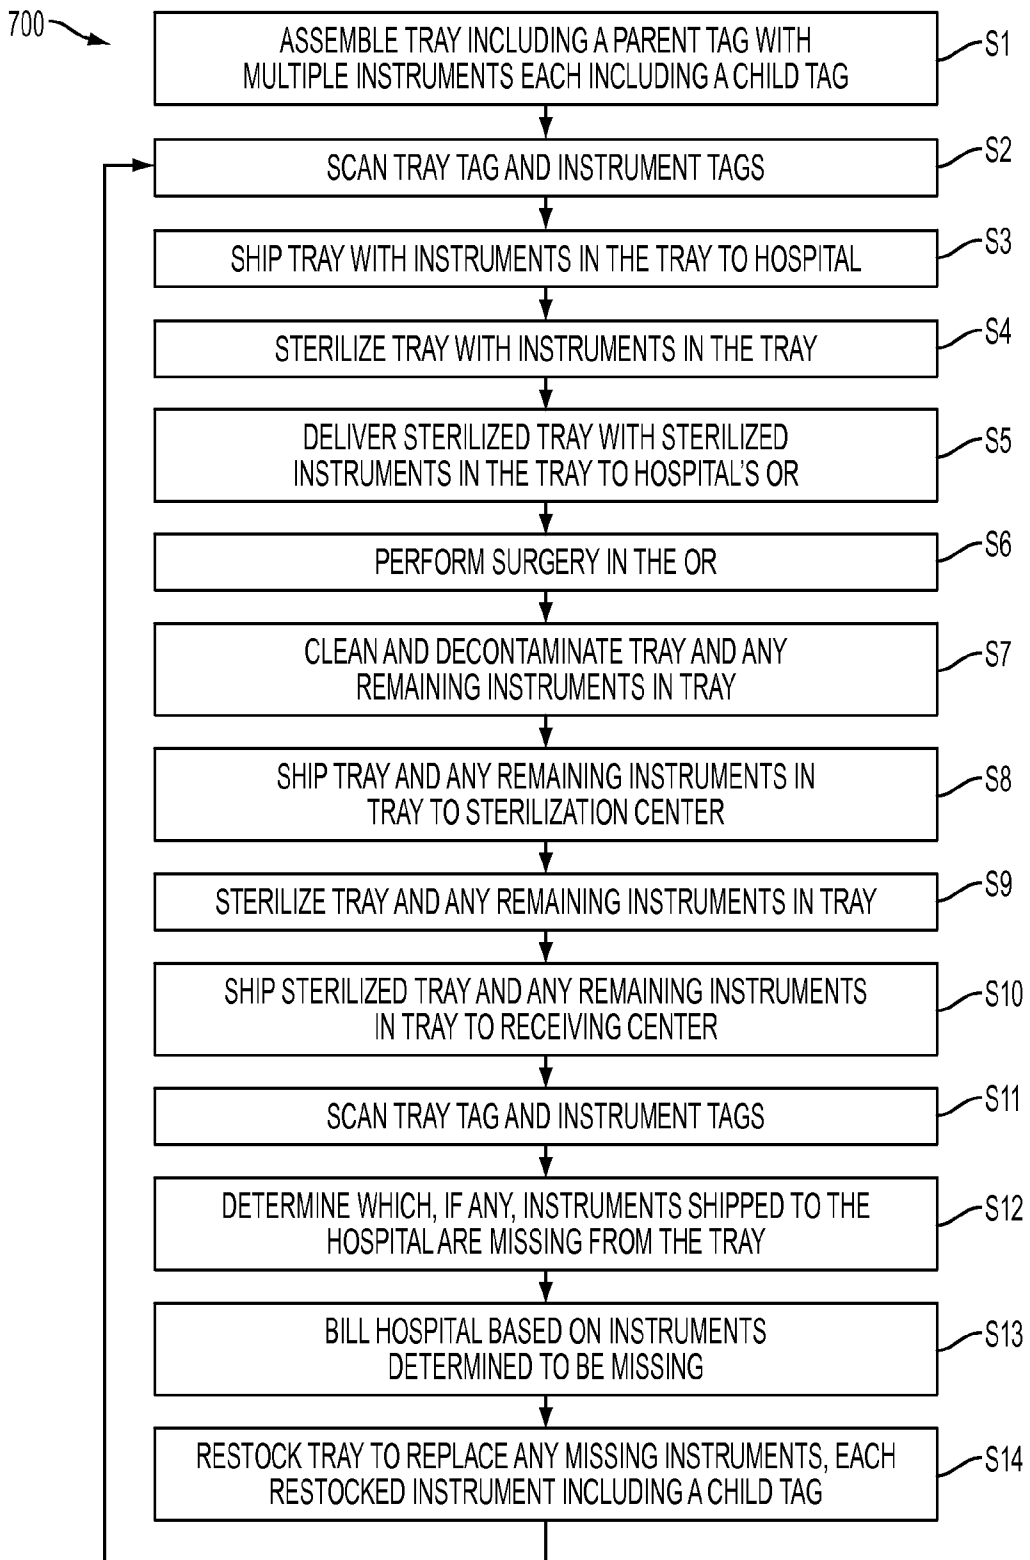 700
ASSEMBLE TRAY INCLUDING A PARENT TAG WITH
MULTIPLE INSTRUMENTS EACH INCLUDING A CHILD TAG
S1
SCAN TRAY TAG AND INSTRUMENT TAGS
S2
SHIP TRAY WITH INSTRUMENTS IN THE TRAY TO HOSPITAL
S3
STERILIZE TRAY WITH INSTRUMENTS IN THE TRAY
S4
DELIVER STERILIZED TRAY WITH STERILIZED
INSTRUMENTS IN THE TRAY TO HOSPITAL'S OR
S5
PERFORM SURGERY IN THE OR
S6
CLEAN AND DECONTAMINATE TRAY AND ANY
REMAINING INSTRUMENTS IN TRAY
S7
SHIP TRAY AND ANY REMAINING INSTRUMENTS IN
TRAY TO STERILIZATION CENTER
S8
STERILIZE TRAY AND ANY REMAINING INSTRUMENTS IN TRAY
S9
SHIP STERILIZED TRAY AND ANY REMAINING INSTRUMENTS
IN TRAY TO RECEIVING CENTER
S10
SCAN TRAY TAG AND INSTRUMENT TAGS
S11
DETERMINE WHICH, IF ANY, INSTRUMENTS SHIPPED TO THE
HOSPITAL ARE MISSING FROM THE TRAY
S12
BILL HOSPITAL BASED ON INSTRUMENTS
DETERMINED TO BE MISSING
S13
RESTOCK TRAY TO REPLACE ANY MISSING INSTRUMENTS, EACH
RESTOCKED INSTRUMENT INCLUDING A CHILD TAG
S14